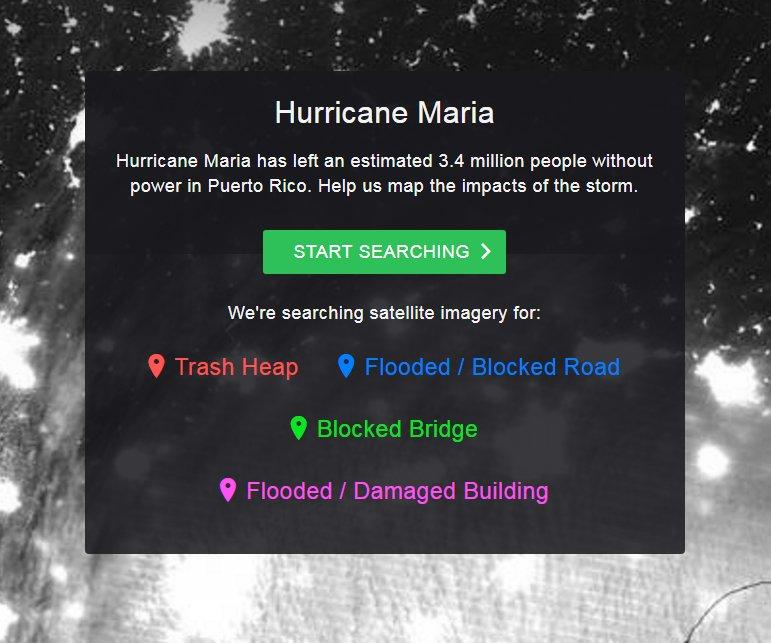 Hurricane Maria
Hurricane Maria has left an estimated 3.4 million people without
power in Puerto Rico. Help us map the impacts of the storm.
START SEARCHING
We're searching satellite imagery for:
Trash Heap Flooded / Blocked Road
Blocked Bridge
Flooded / Damaged Building